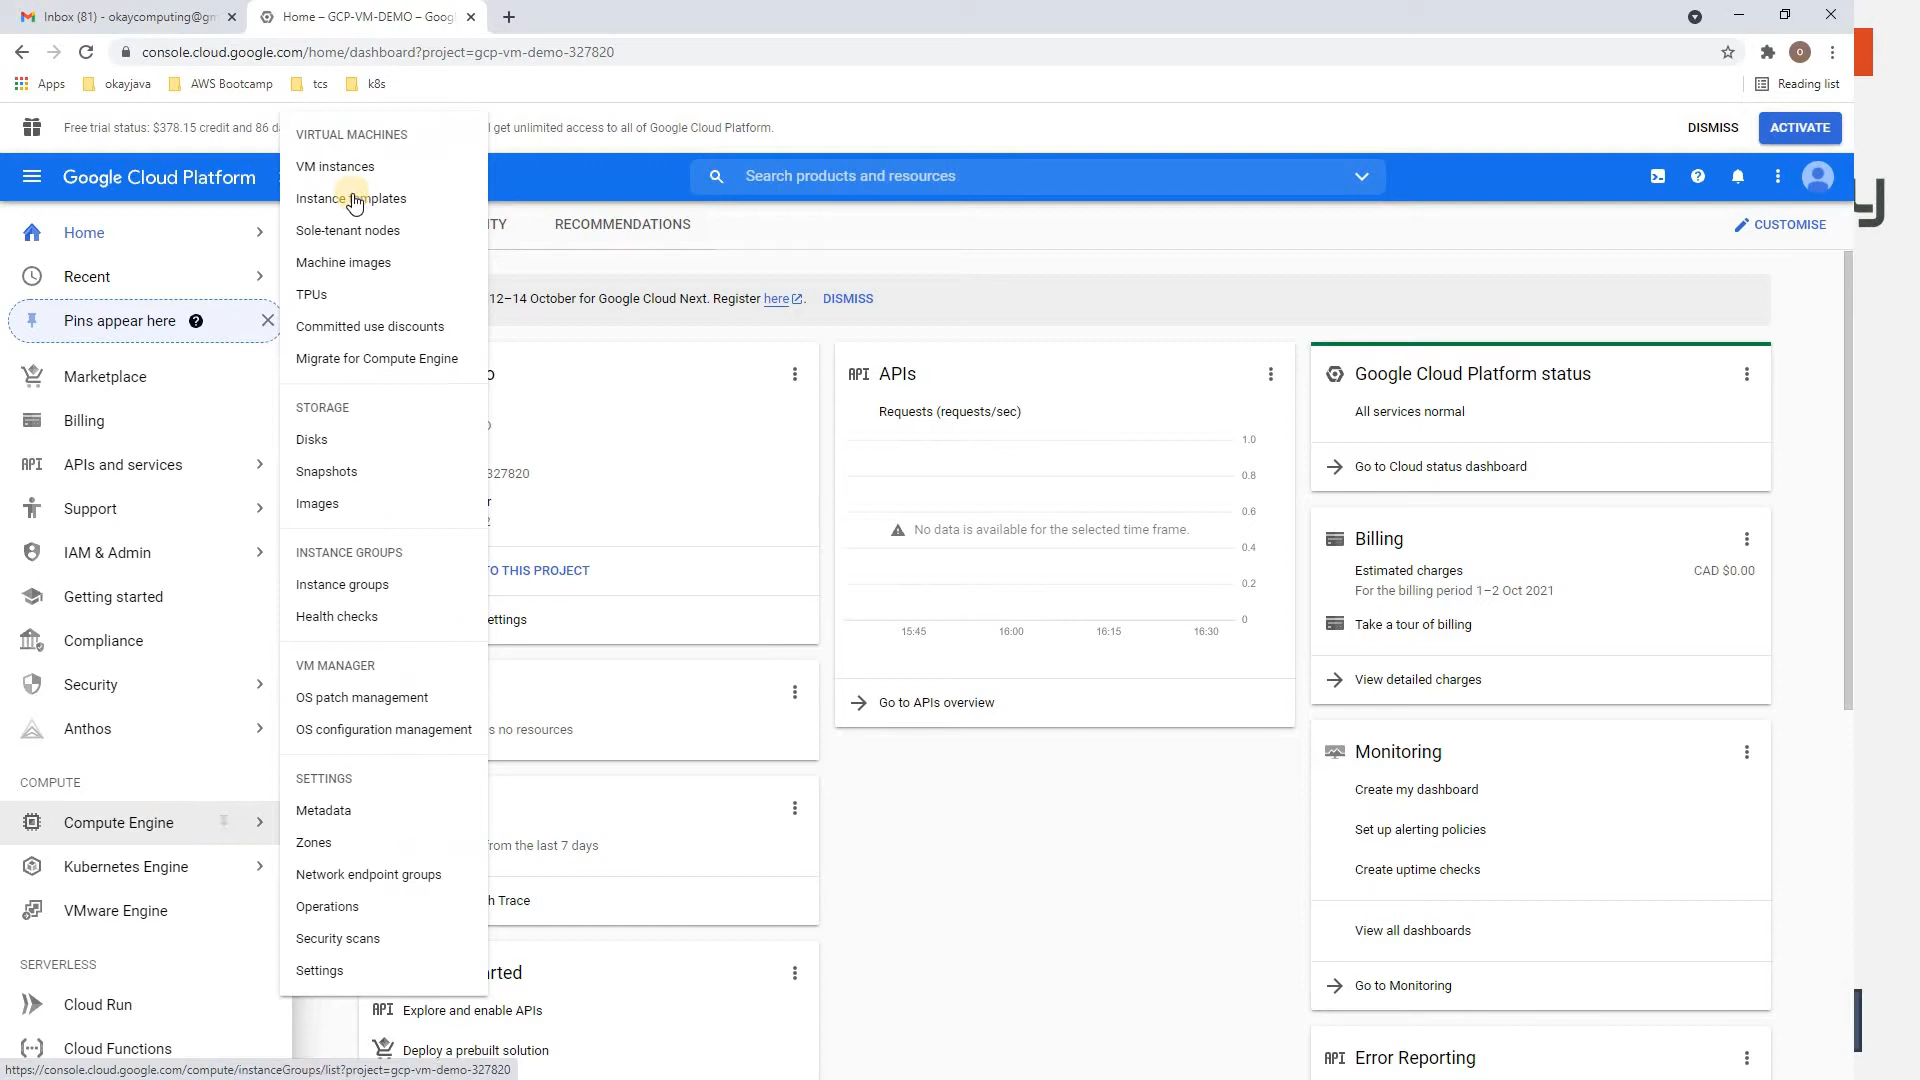 Inbox (81) - okaycomputing@gm
Home – GCP-VM-DEMO – Goog
console.cloud.google.com/home/dashboard?project=gcp-vm-demo-327820
Apps
okayjava
AWS Bootcamp
tcs
k8s
Reading list
Free trial status: $378.15 credit and 86 d
l get unlimited access to all of Google Cloud Platform.
DISMISS
ACTIVATE
Google Cloud Platform
Search products and resources
ITY
RECOMMENDATIONS
CUSTOMISE
Home
Recent
Pins appear here
Marketplace
Billing
API
APIs and services
Support
IAM & Admin
Getting started
Compliance
Security
Anthos
COMPUTE
Compute Engine
Kubernetes Engine
VMware Engine
SERVERLESS
Cloud Run
Cloud Functions
VIRTUAL MACHINES
VM instances
Instance templates
Sole-tenant nodes
Machine images
TPUs
Committed use discounts
Migrate for Compute Engine
STORAGE
Disks
Snapshots
Images
INSTANCE GROUPS
Instance groups
Health checks
VM MANAGER
OS patch management
OS configuration management
SETTINGS
Metadata
Zones
Network endpoint groups
Operations
Security scans
Settings
12–14 October for Google Cloud Next. Register here.
DISMISS
o
327820
r
2
O THIS PROJECT
ettings
s no resources
rom the last 7 days
h Trace
rted
API
Explore and enable APIs
Deploy a prebuilt solution
API
APIs
Requests (requests/sec)
1.0
0.8
0.6
No data is available for the selected time frame.
0.4
0.2
0
15:45
16:00
16:15
16:30
Go to APIs overview
Google Cloud Platform status
All services normal
Go to Cloud status dashboard
Billing
Estimated charges
CAD $0.00
For the billing period 1–2 Oct 2021
Take a tour of billing
View detailed charges
Monitoring
Create my dashboard
Set up alerting policies
Create uptime checks
View all dashboards
Go to Monitoring
API
Error Reporting
https://console.cloud.google.com/compute/instanceGroups/list?project=gcp-vm-demo-327820
y